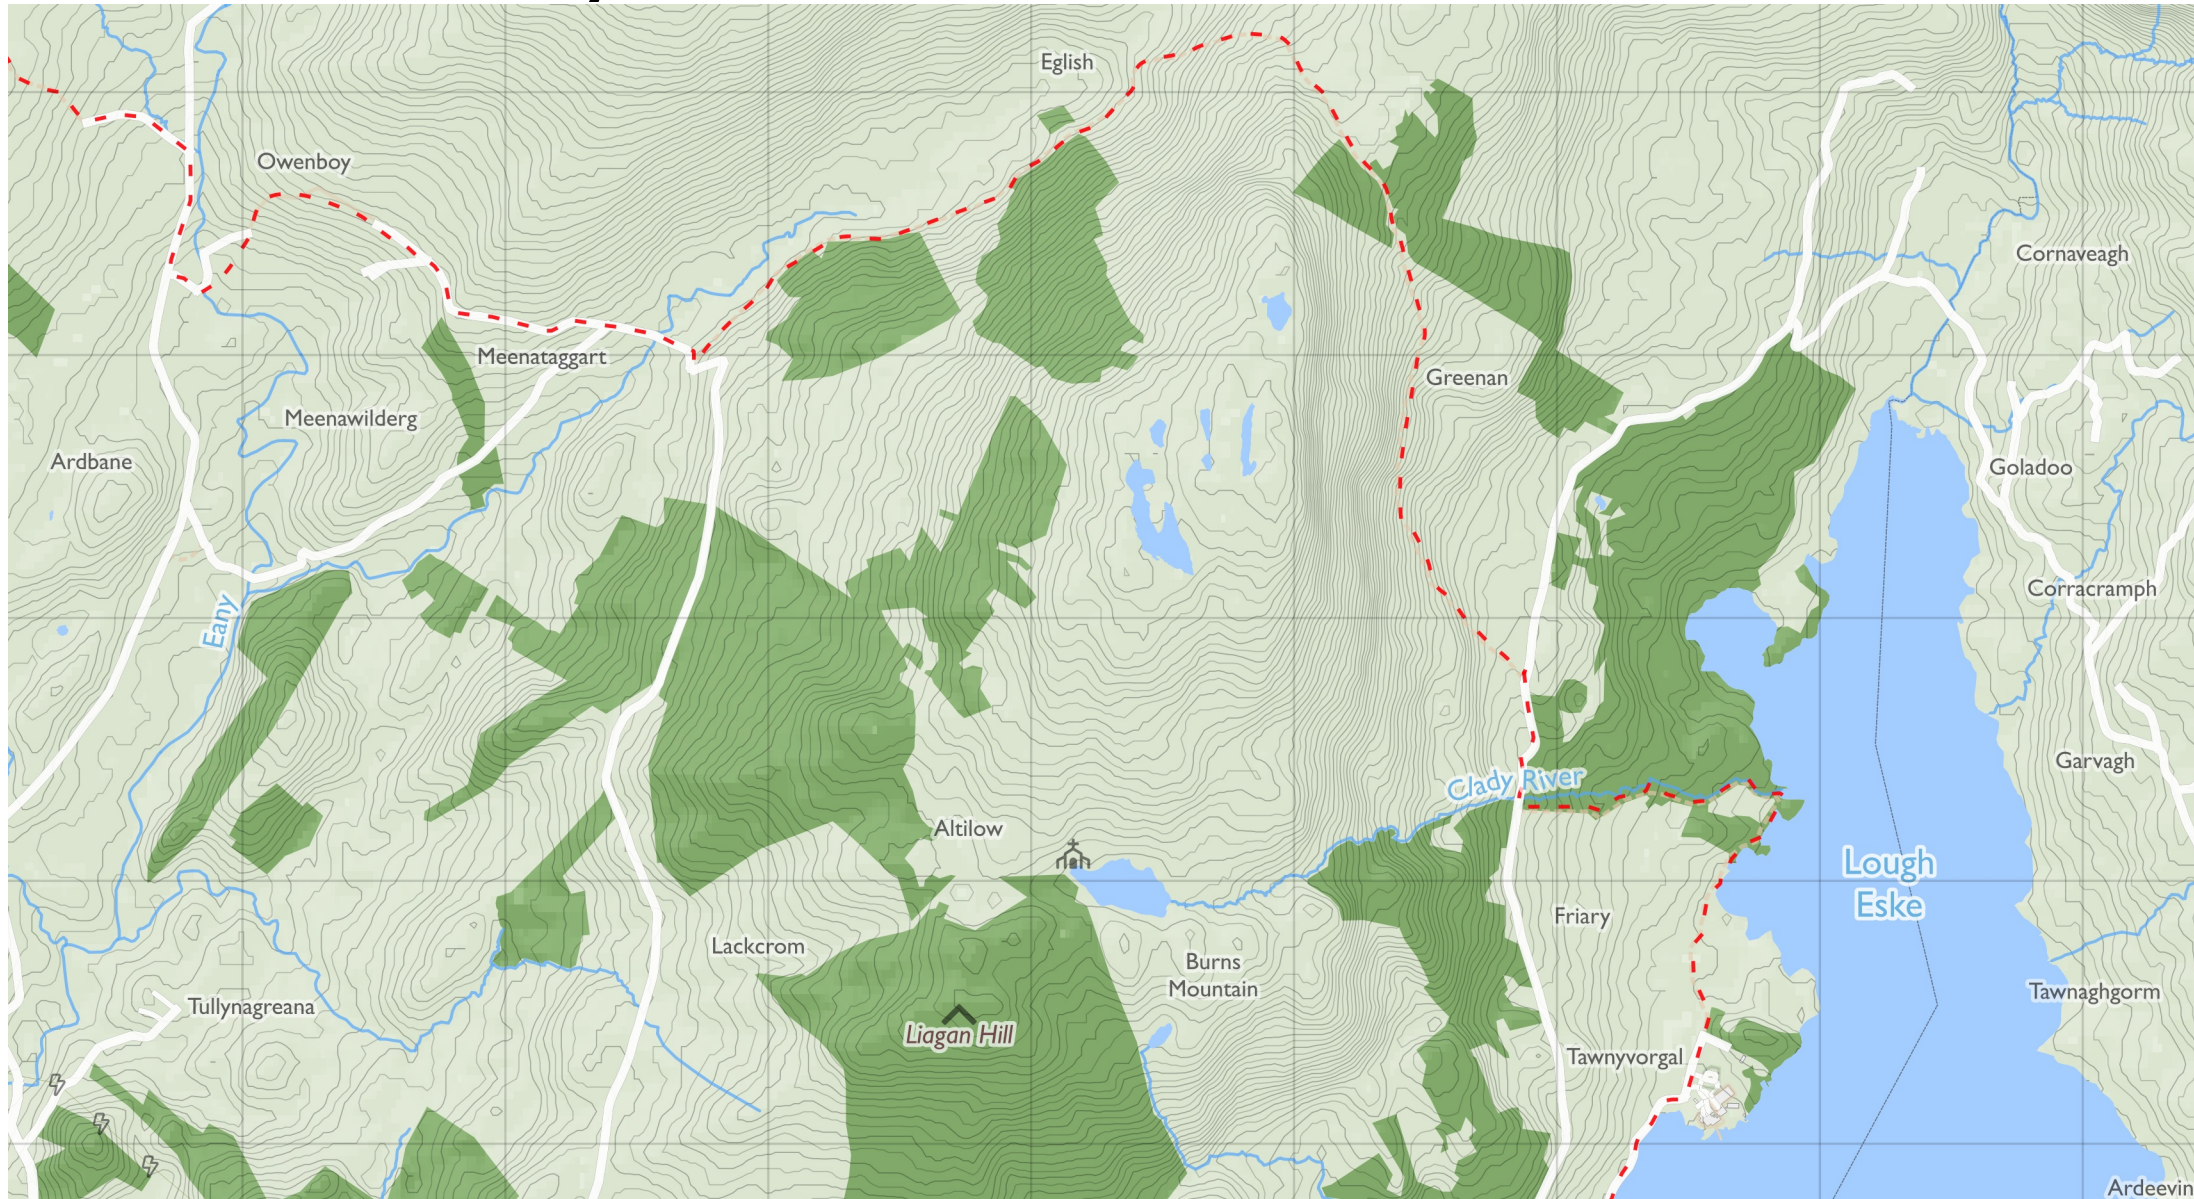 Eglish
Owenboy
Cornaveagh
Meenataggart
Greenan
Meenawilderg
Ardbane
Goladoo
Corracramph
Eany
Garvagh
Clady River
Altilow
Lough
Eske
Friary
Lackcrom
Burns
Mountain
Tawnaghgorm
Tullynagreana
Liagan Hill
Tawnyvorgal
Ardeevin